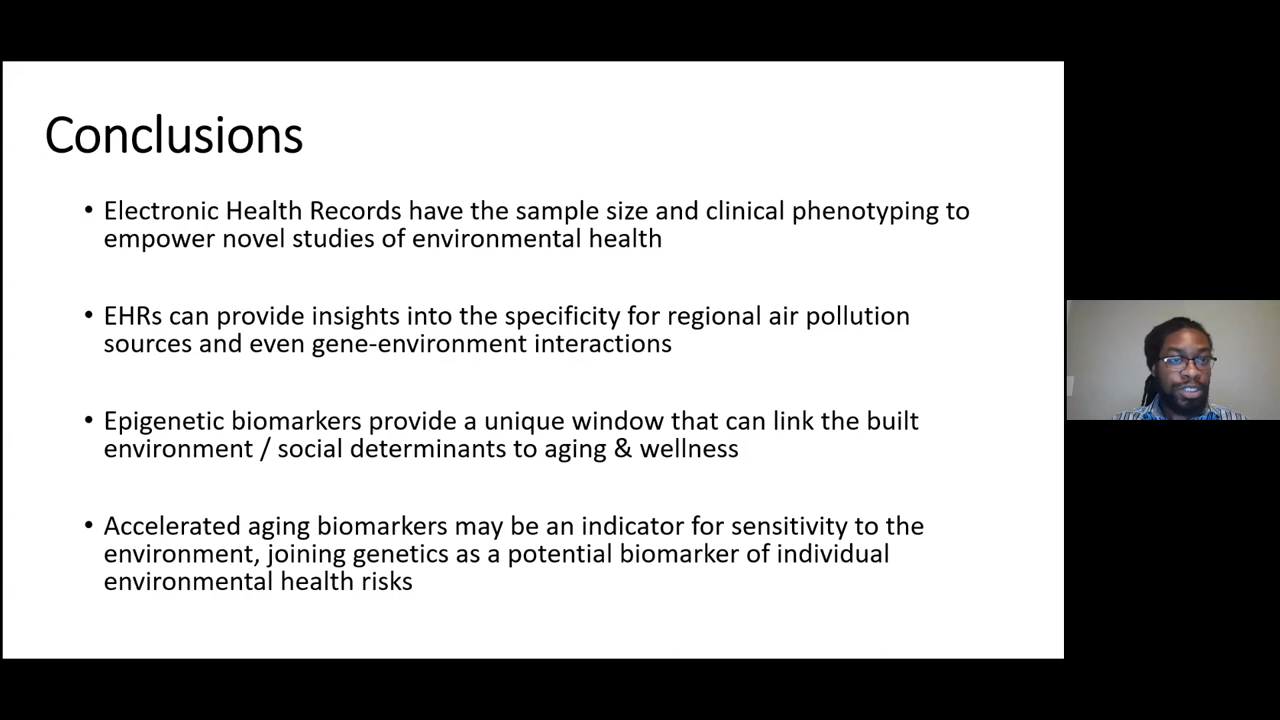 Conclusions
• Electronic Health Records have the sample size and clinical phenotyping to
empower novel studies of environmental health
• EHRs can provide insights into the specificity for regional air pollution
sources and even gene-environment interactions
• Epigenetic biomarkers provide a unique window that can link the built
environment / social determinants to aging & wellness
• Accelerated aging biomarkers may be an indicator for sensitivity to the
environment, joining genetics as a potential biomarker of individual
environmental health risks